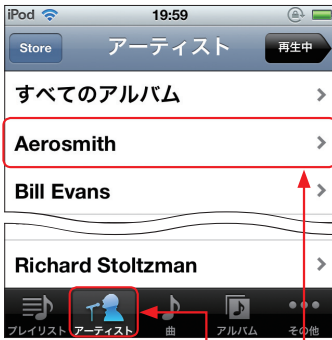 iPod 19:59
Store アーティスト 再生中
すべてのアルバム
Aerosmith
Bill Evans
Richard Stoltzman
プレイリスト アーティスト 曲 アルバム その他